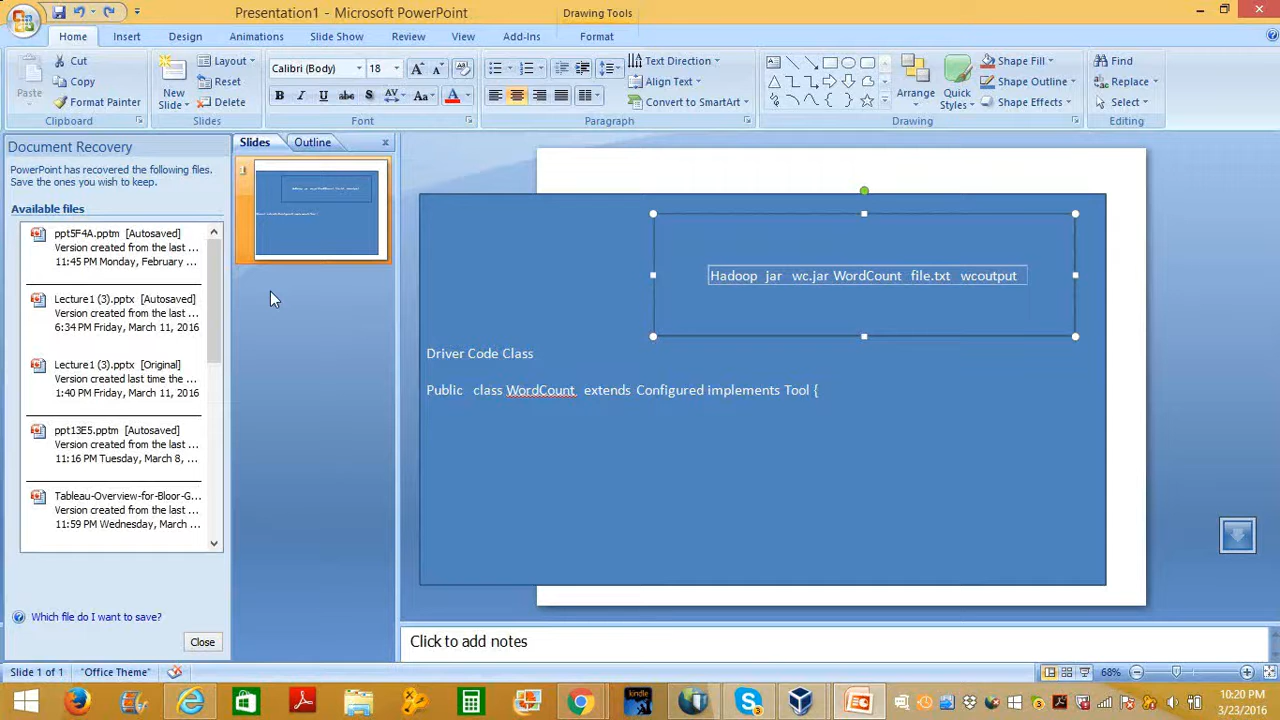 Presentation1 - Microsoft PowerPoint
Drawing Tools
Home Insert Design Animations Slide Show Review View Add-Ins Format
Paste
Cut
Copy
Format Painter
Clipboard
New Slide
Layout
Reset
Delete
Slides
Calibri (Body) 18
B I U abc S AV Aa A
Font
Text Direction
Align Text
Convert to SmartArt
Paragraph
Arrange
Quick Styles
Shape Fill
Shape Outline
Shape Effects
Drawing
Find
Replace
Select
Editing
Document Recovery
PowerPoint has recovered the following files.
Save the ones you wish to keep.
Available files
ppt5F4A.pptm [Autosaved]
Version created from the last ...
11:45 PM Monday, February ...
Lecture1 (3).pptx [Autosaved]
Version created from the last ...
6:34 PM Friday, March 11, 2016
Lecture1 (3).pptx [Original]
Version created last time the ...
1:40 PM Friday, March 11, 2016
ppt13E5.pptm [Autosaved]
Version created from the last ...
11:16 PM Tuesday, March 8, ...
Tableau-Overview-for-Bloor-G...
Version created from the last ...
11:59 PM Wednesday, March ...
Which file do I want to save?
Close
Slides Outline
1
Hadoop jar wc.jar WordCount file.txt wcoutput
Driver Code Class
Public class WordCount extends Configured implements Tool {
Click to add notes
Slide 1 of 1
"Office Theme"
68%
kindle
10:20 PM
3/23/2016